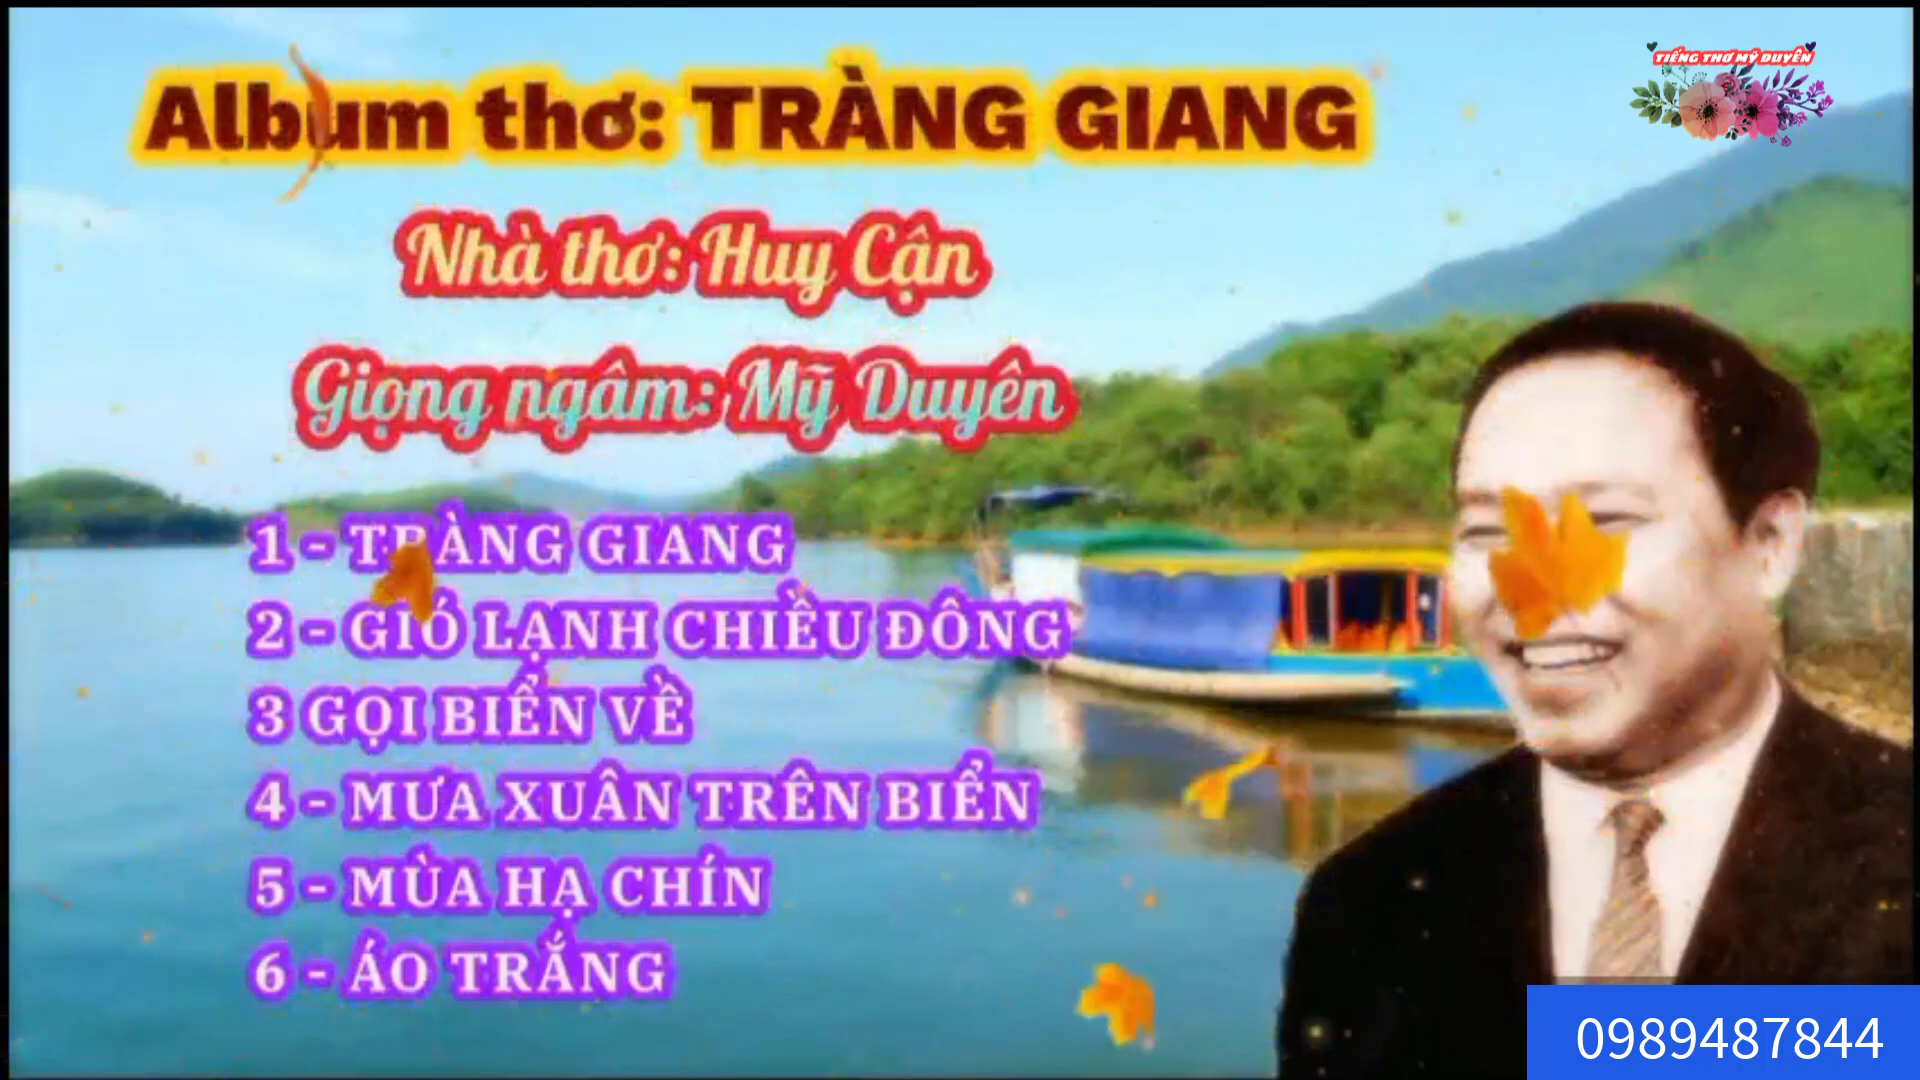 TIẾNG THƠ MỸ DUYÊN
Album thơ: TRÀNG GIANG
Nhà thơ: Huy Cận
Giọng ngâm: Mỹ Duyên
1 - TRÀNG GIANG
2 - GIÓ LẠNH CHIỀU ĐÔNG
3 GỌI BIỂN VỀ
4 - MƯA XUÂN TRÊN BIỂN
5 - MÙA HẠ CHÍN
6 - ÁO TRẮNG
0989487844